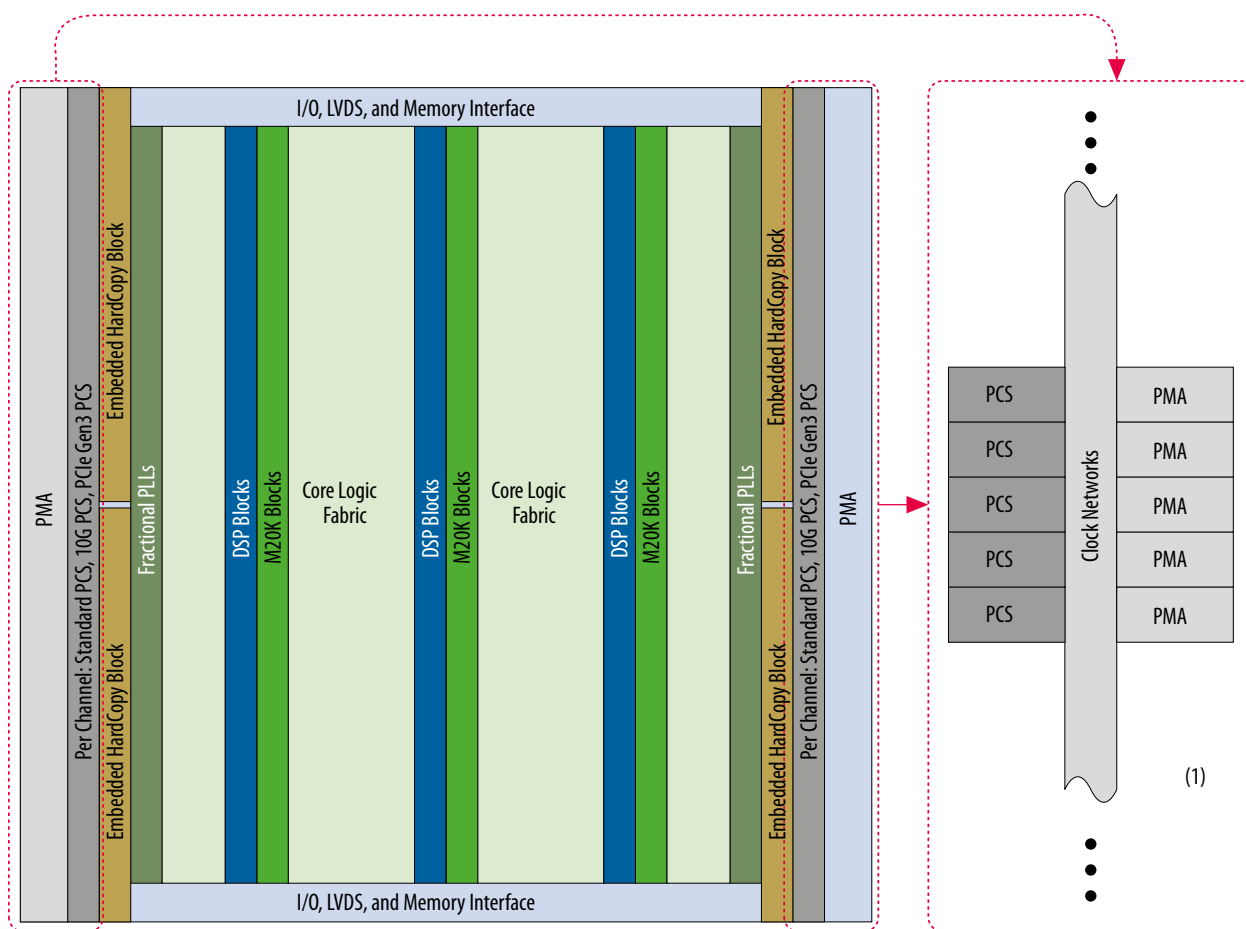 I/O, LVDS, and Memory Interface
PMA
Per Channel: Standard PCS, 10G PCS, PCIe Gen3 PCS
Embedded HardCopy Block
Embedded HardCopy Block
Fractional PLLs
DSP Blocks
M20K Blocks
Core Logic
Fabric
DSP Blocks
M20K Blocks
Core Logic
Fabric
DSP Blocks
M20K Blocks
Fractional PLLs
Embedded HardCopy Block
Embedded HardCopy Block
Per Channel: Standard PCS, 10G PCS, PCIe Gen3 PCS
PMA
I/O, LVDS, and Memory Interface
PCS
PMA
PCS
PMA
PCS
PMA
PCS
PMA
PCS
PMA
Clock Networks
(1)